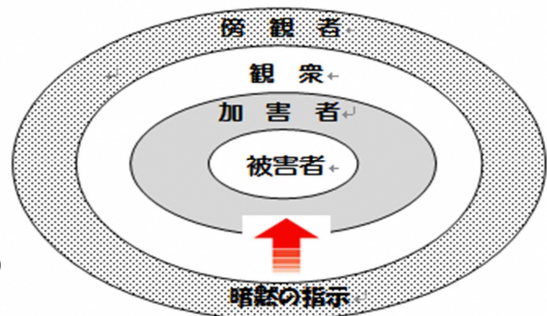 傍観者
観衆
加害者
被害者
暗黙の指示